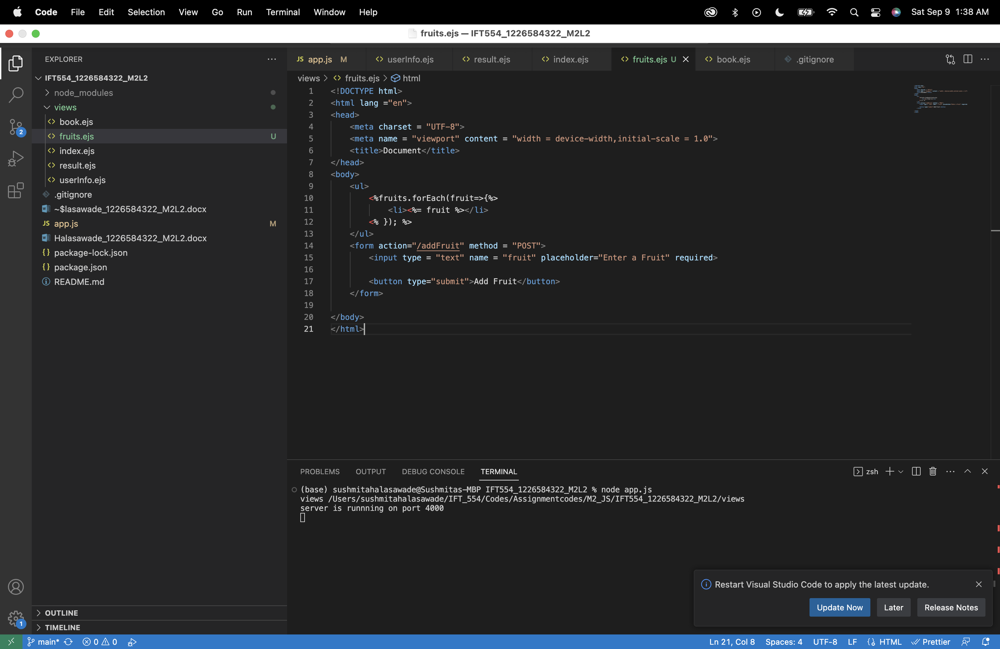 Code File Edit Selection View Go Run Terminal Window Help Sat Sep 9 1:38 AM
fruits.ejs — IFT554_1226584322_M2L2
EXPLORER
IFT554_1226584322_M2L2
node_modules
views
book.ejs
fruits.ejs U
index.ejs
result.ejs
userInfo.ejs
.gitignore
~$lasawade_1226584322_M2L2.docx
JS app.js M
Halasawade_1226584322_M2L2.docx
{} package-lock.json
{} package.json
README.md
OUTLINE
TIMELINE
2
1
JS app.js M <> userInfo.ejs <> result.ejs <> index.ejs <> fruits.ejs U <> book.ejs .gitignore
views > <> fruits.ejs > html
1 <!DOCTYPE html>
2 <html lang ="en">
3 <head>
4 <meta charset = "UTF-8">
5 <meta name = "viewport" content = "width = device-width,initial-scale = 1.0">
6 <title>Document</title>
7 </head>
8 <body>
9 <ul>
10 <%fruits.forEach(fruit=>{%>
11 <li><%= fruit %></li>
12 <% }); %>
13 </ul>
14 <form action="/addFruit" method = "POST">
15 <input type = "text" name = "fruit" placeholder="Enter a Fruit" required>
16
17 <button type="submit">Add Fruit</button>
18 </form>
19
20 </body>
21 </html>
PROBLEMS OUTPUT DEBUG CONSOLE TERMINAL zsh
(base) sushmitahalasawade@Sushmitas-MBP IFT554_1226584322_M2L2 % node app.js
views /Users/sushmitahalasawade/IFT_554/Codes/Assignmentcodes/M2_JS/IFT554_1226584322_M2L2/views
server is runnning on port 4000
Restart Visual Studio Code to apply the latest update.
Update Now Later Release Notes
main* 0 0 Ln 21, Col 8 Spaces: 4 UTF-8 LF HTML Prettier